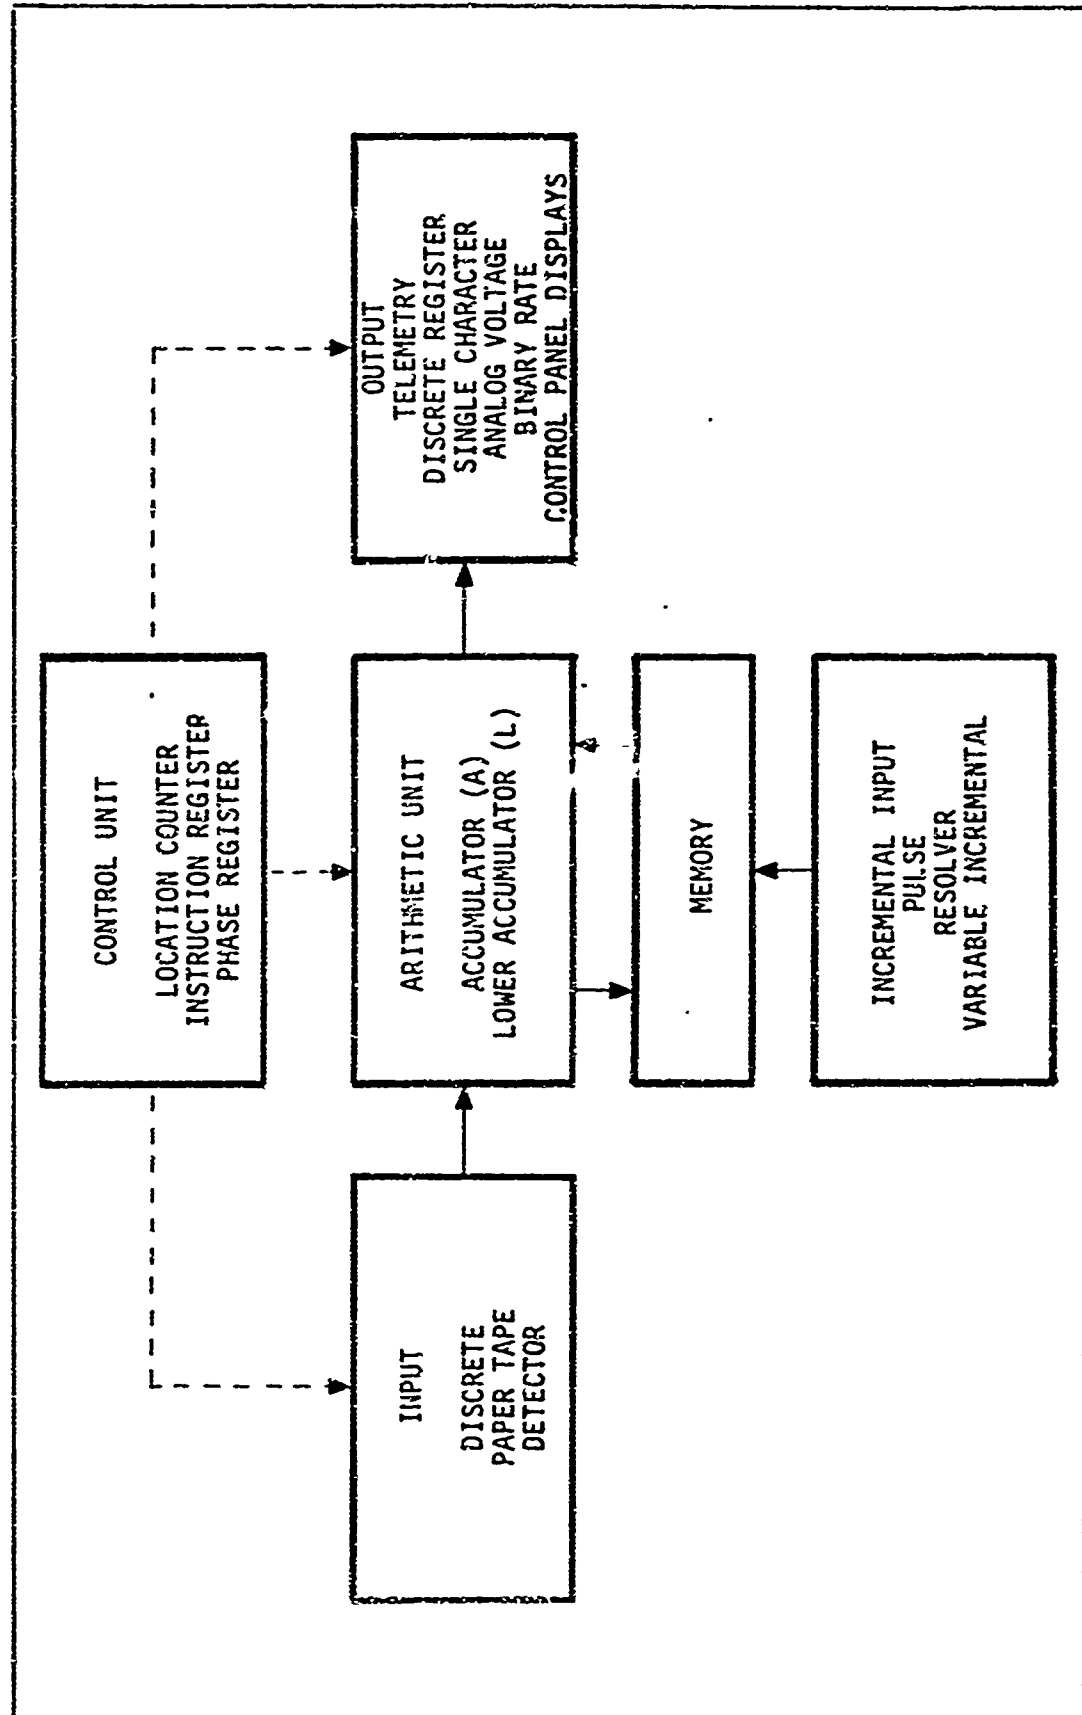 CONTROL UNIT
LOCATION COUNTER
INSTRUCTION REGISTER
PHASE REGISTER
INPUT
DISCRETE
PAPER TAPE
DETECTOR
ARITHMETIC UNIT
ACCUMULATOR (A)
LOWER ACCUMULATOR (L)
OUTPUT
TELEMETRY
DISCRETE REGISTER
SINGLE CHARACTER
ANALOG VOLTAGE
BINARY RATE
CONTROL PANEL DISPLAYS
MEMORY
INCREMENTAL INPUT
PULSE
RESOLVER
VARIABLE INCREMENTAL